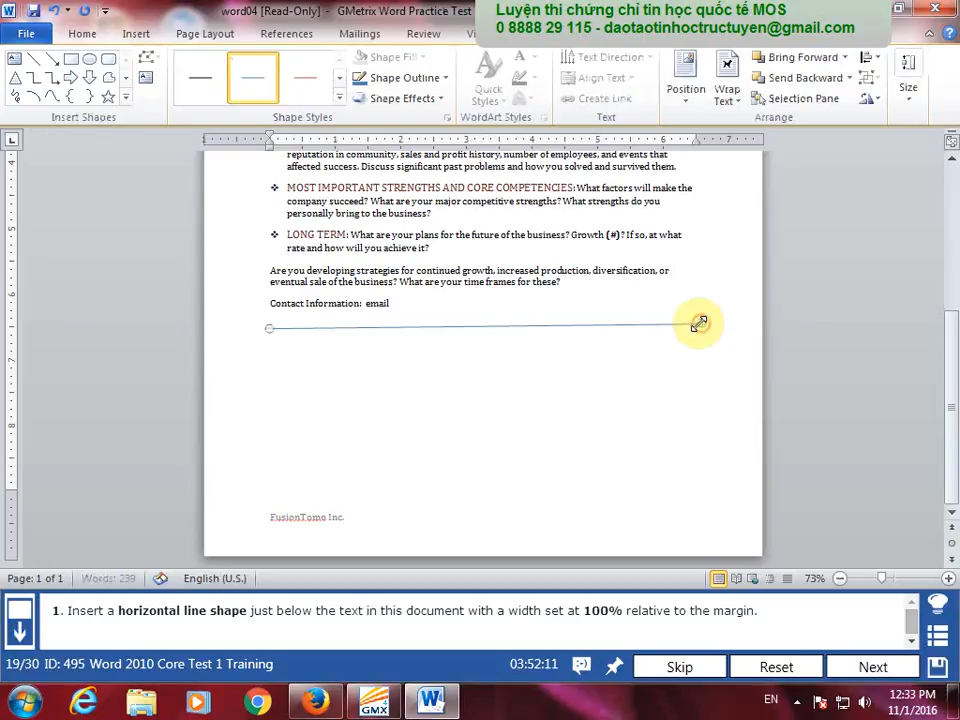 word04 [Read-Only] - GMetrix Word Practice Test
Luyện thi chứng chỉ tin học quốc tế MOS
0 8888 29 115 - daotaotinhoctructuyen@gmail.com
File Home Insert Page Layout References Mailings Review
Shape Fill
Shape Outline
Shape Effects
Quick Styles
Text Direction
Align Text
Create Link
Position
Wrap Text
Bring Forward
Send Backward
Selection Pane
Size
Insert Shapes Shape Styles WordArt Styles Text Arrange
1 1 2 3 4 5 6 7
reputation in community, sales and profit history, number of employees, and events that
affected success. Discuss significant past problems and how you solved and survived them.
❖ MOST IMPORTANT STRENGTHS AND CORE COMPETENCIES: What factors will make the
company succeed? What are your major competitive strengths? What strengths do you
personally bring to the business?
❖ LONG TERM: What are your plans for the future of the business? Growth (#)? If so, at what
rate and how will you achieve it?
Are you developing strategies for continued growth, increased production, diversification, or
eventual sale of the business? What are your time frames for these?
Contact Information: email
FusionTomo Inc.
Page: 1 of 1 Words: 239 English (U.S.) 73%
1. Insert a horizontal line shape just below the text in this document with a width set at 100% relative to the margin.
19/30 ID: 495 Word 2010 Core Test 1 Training 03:52:11 Skip Reset Next
GMX
EN 12:33 PM
11/1/2016